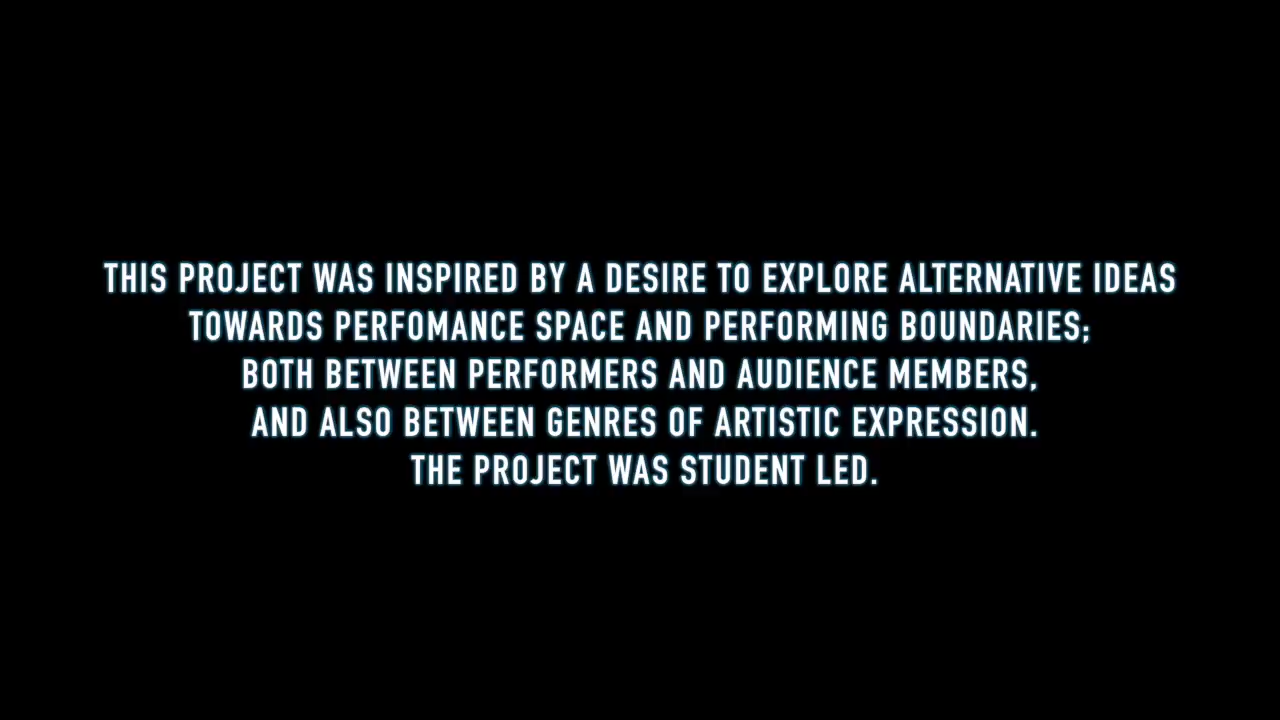 THIS PROJECT WAS INSPIRED BY A DESIRE TO EXPLORE ALTERNATIVE IDEAS
TOWARDS PERFOMANCE SPACE AND PERFORMING BOUNDARIES;
BOTH BETWEEN PERFORMERS AND AUDIENCE MEMBERS,
AND ALSO BETWEEN GENRES OF ARTISTIC EXPRESSION.
THE PROJECT WAS STUDENT LED.